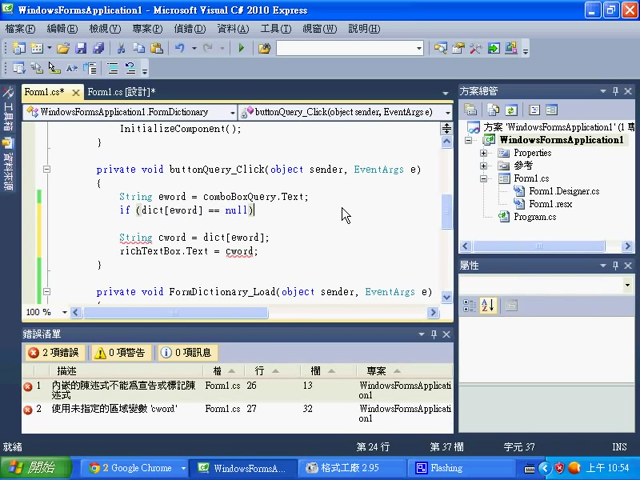 WindowsFormsApplication1 - Microsoft Visual C# 2010 Express
檔案(F) 編輯(E) 檢視(V) 專案(P) 偵錯(D) 資料(A) 工具(T) 視窗(W) 說明(H)
Form1.cs* Form1.cs [設計]*
WindowsFormsApplication1.FormDictionary buttonQuery_Click(object sender, EventArgs e)
工具箱
資料來源
InitializeComponent();
}
private void buttonQuery_Click(object sender, EventArgs e)
{
String eword = comboBoxQuery.Text;
if (dict[eword] == null)
String cword = dict[eword];
richTextBox.Text = cword;
}
private void FormDictionary_Load(object sender, EventArgs e)
100 %
方案總管
方案 'WindowsFormsApplication1' (1 專
WindowsFormsApplication1
Properties
參考
Form1.cs
Form1.Designer.cs
Form1.resx
Program.cs
屬性
錯誤清單
2 項錯誤 0 項警告 0 項訊息
描述 檔 行 欄 專案
1 內嵌的陳述式不能為宣告或標記陳述式 Form1.cs 26 13 WindowsFormsApplication1
2 使用未指定的區域變數 'cword' Form1.cs 27 32 WindowsFormsApplication1
就緒 第 24 行 第 37 欄 字元 37 INS
開始 2 Google Chrome WindowsFormsA... 格式工廠 2.95 Flashing 上午 10:54